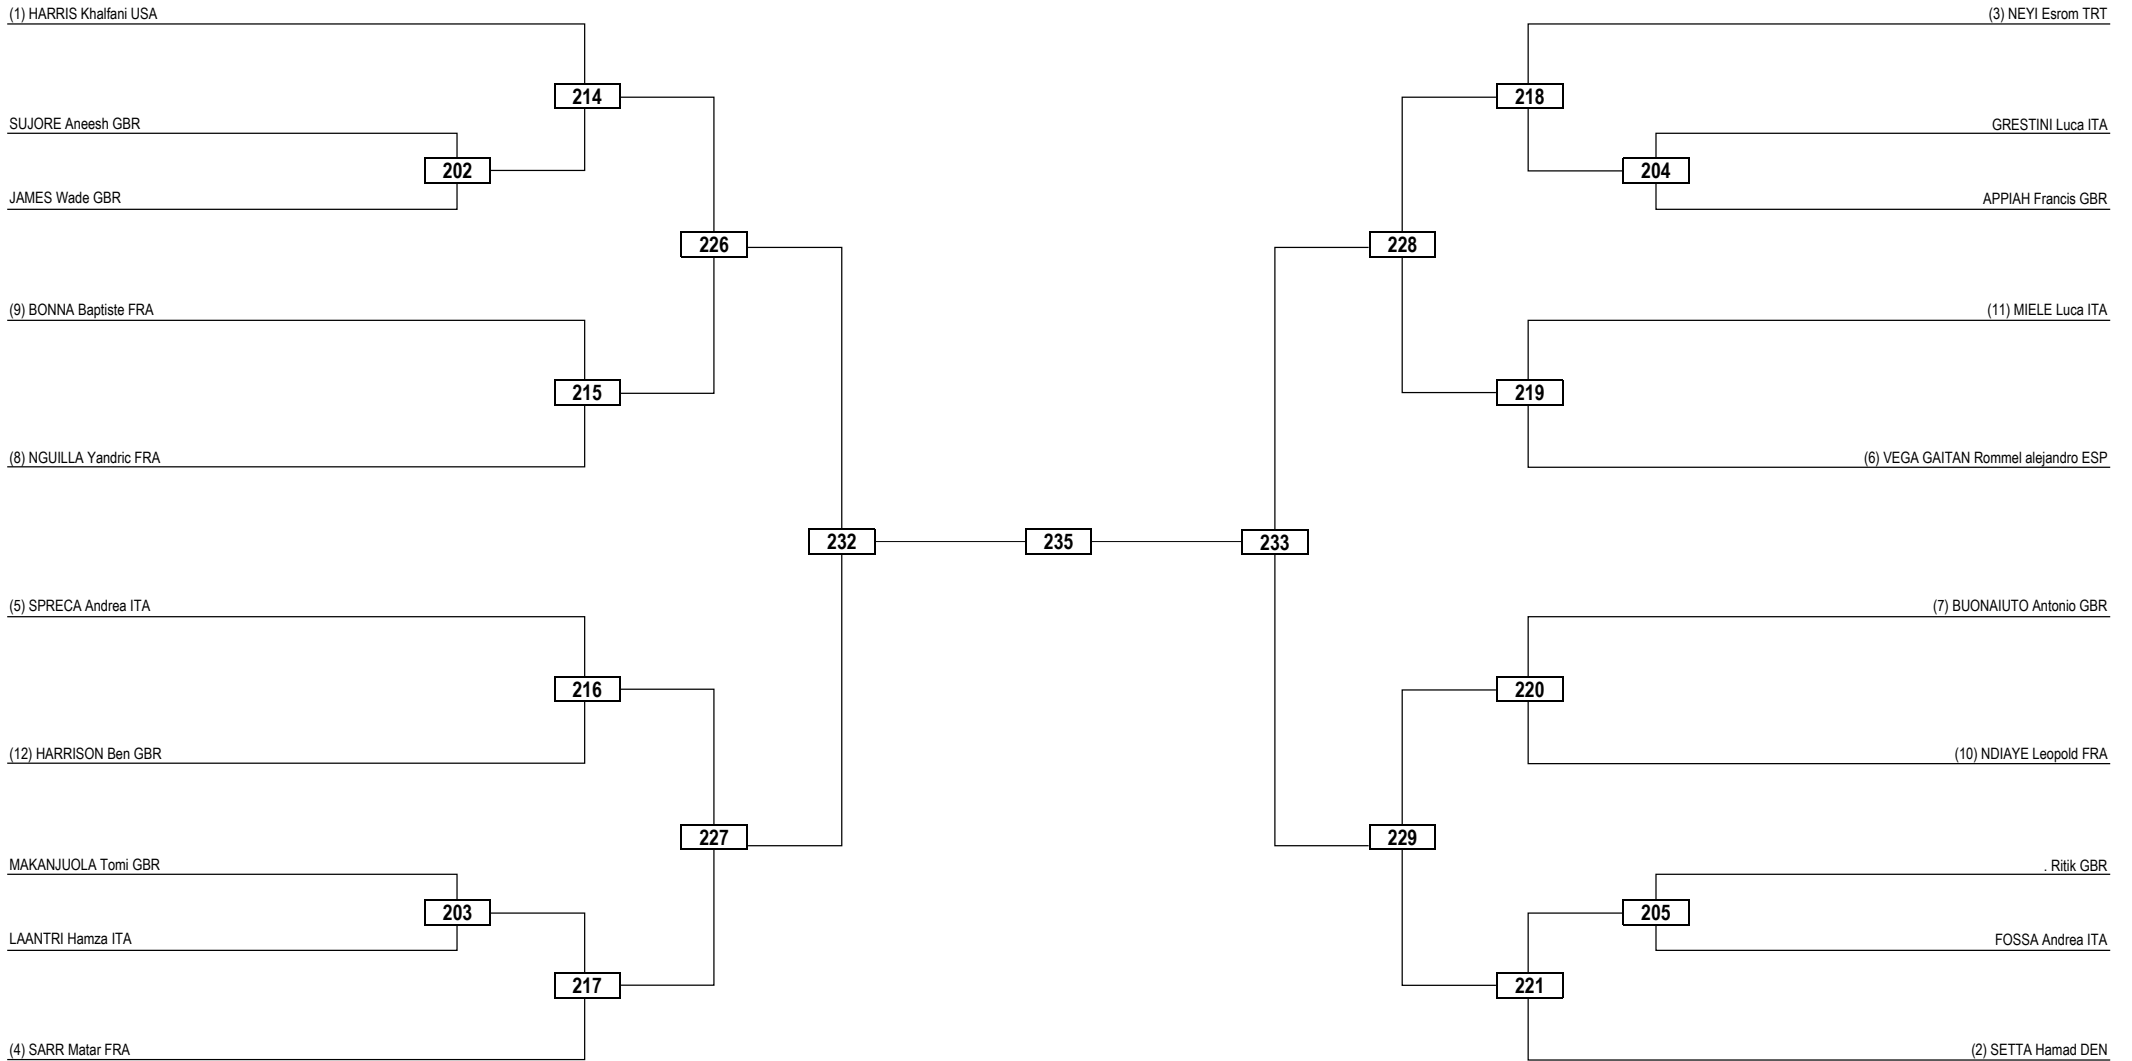 (1) HARRIS Khalfani USA
(3) NEYI Esrom TRT
214
218
SUJORE Aneesh GBR
GRESTINI Luca ITA
202
204
JAMES Wade GBR
APPIAH Francis GBR
226
228
(9) BONNA Baptiste FRA
(11) MIELE Luca ITA
215
219
(8) NGUILLA Yandric FRA
(6) VEGA GAITAN Rommel alejandro ESP
232
235
233
(5) SPRECA Andrea ITA
(7) BUONAIUTO Antonio GBR
216
220
(12) HARRISON Ben GBR
(10) NDIAYE Leopold FRA
227
229
MAKANJUOLA Tomi GBR
. Ritik GBR
203
205
LAANTRI Hamza ITA
FOSSA Andrea ITA
217
221
(4) SARR Matar FRA
(2) SETTA Hamad DEN